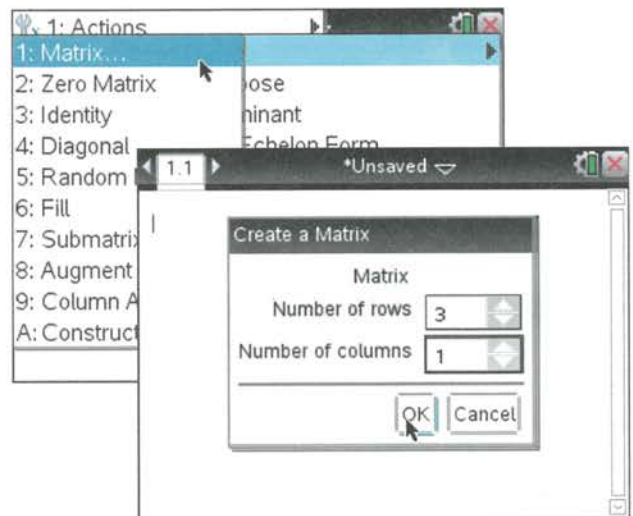 1: Actions
1: Matrix...
2: Zero Matrix
3: Identity
4: Diagonal
5: Random
6: Fill
7: Submatrix
8: Augment
9: Column A
A: Construct
ose
minant
Echelon Form
1.1
*Unsaved
Create a Matrix
Matrix
Number of rows 3
Number of columns 1
OK Cancel